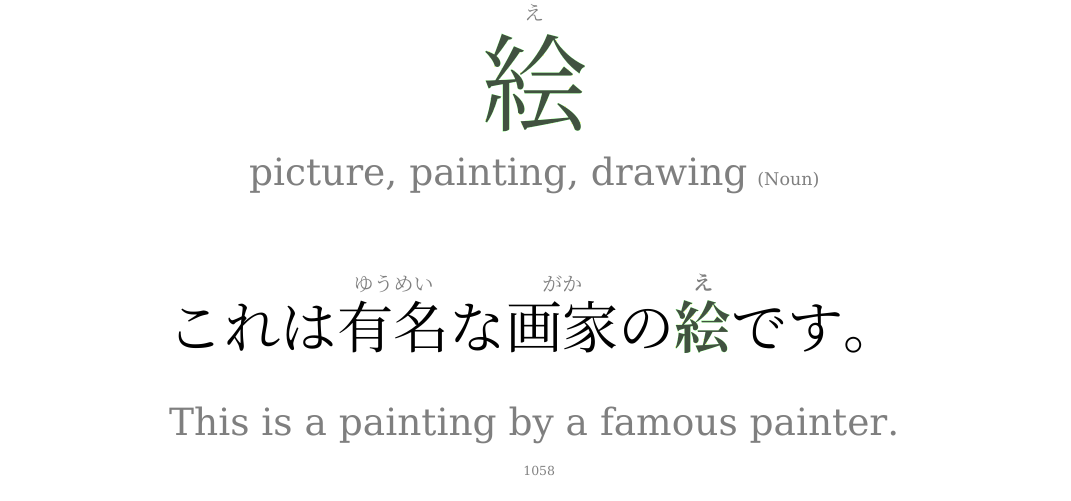 え
絵
picture, painting, drawing (Noun)
ゆうめい がか え
これは有名な画家の絵です。
This is a painting by a famous painter.
1058